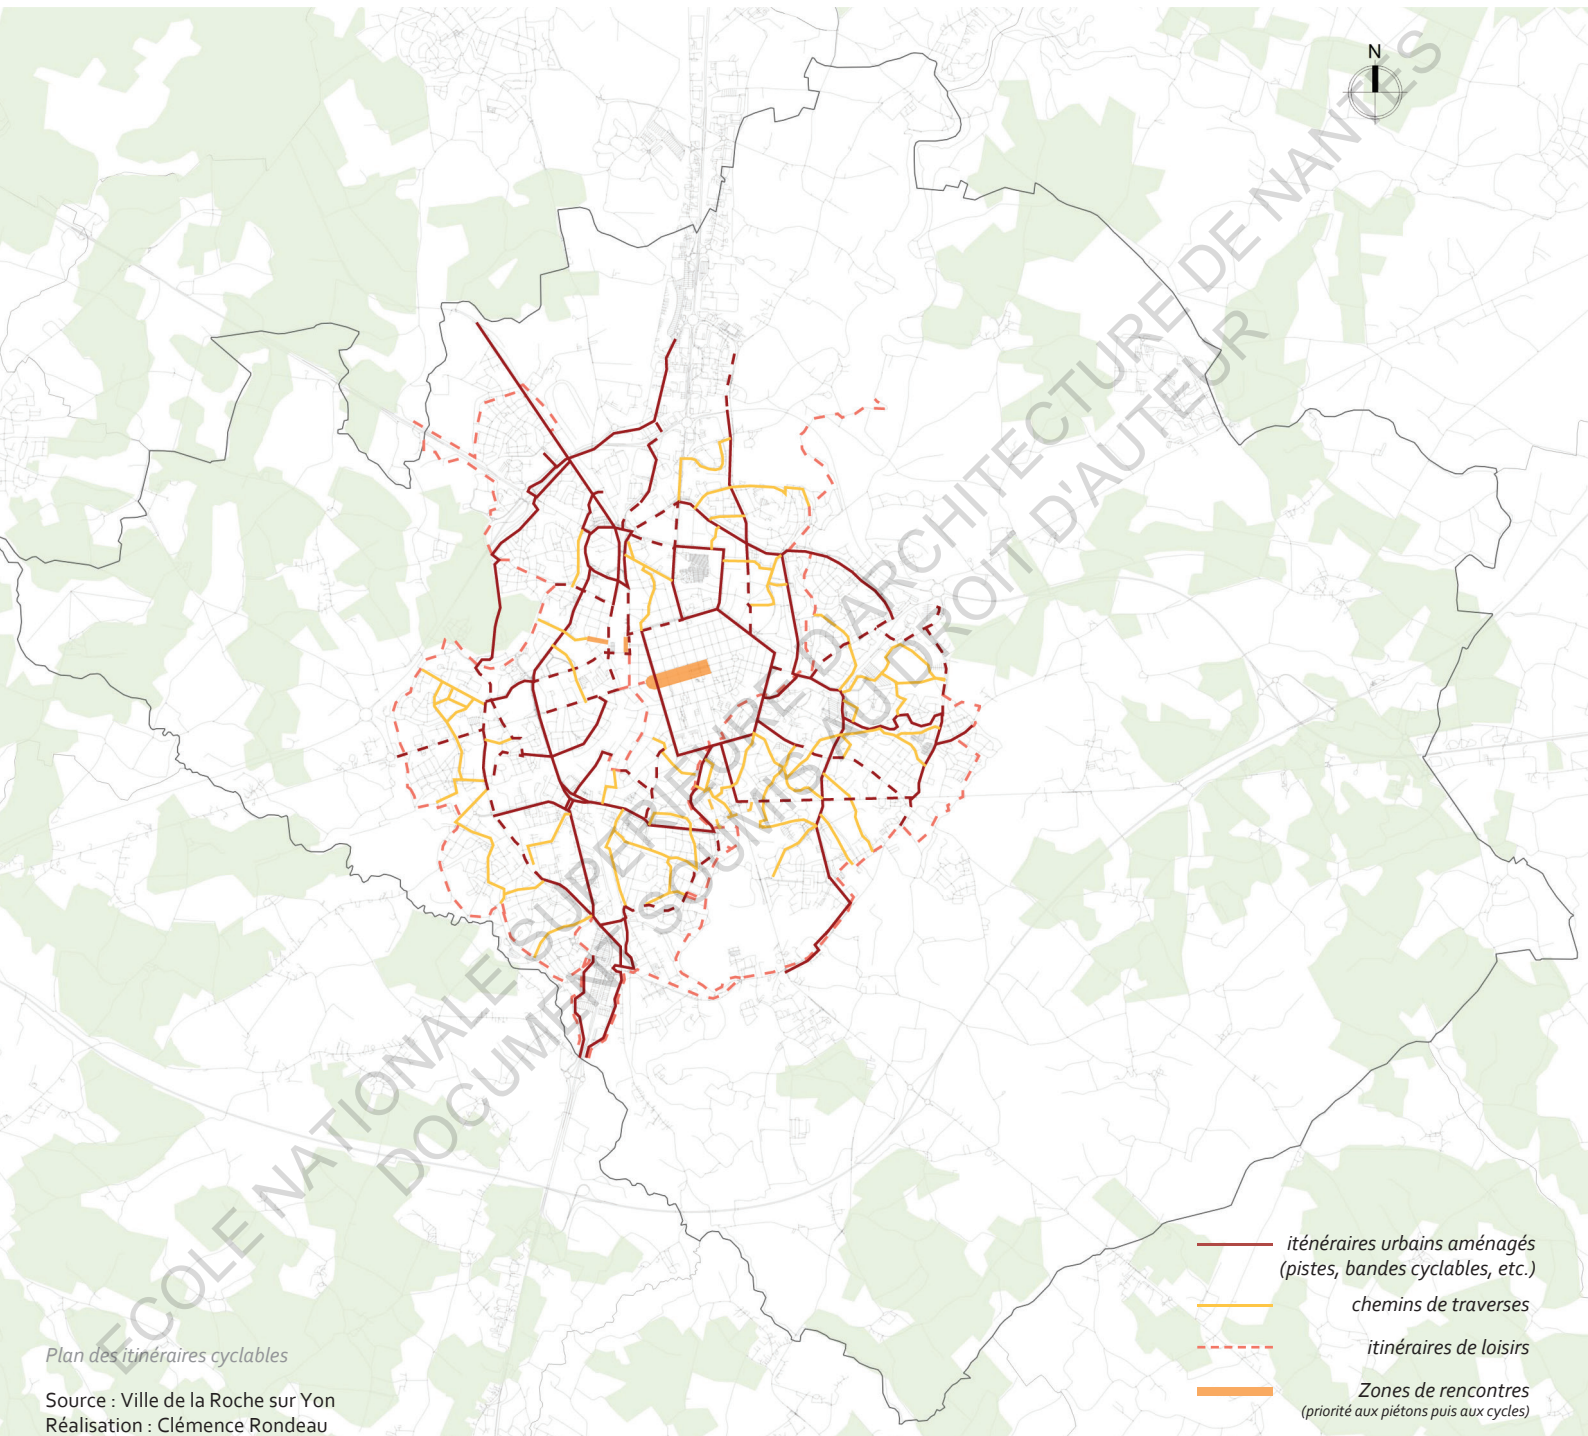 N
ECOLE NATIONALE SUPERIEURE D'ARCHITECTURE DE NANTES
DOCUMENT SOUMIS AU DROIT D'AUTEUR
iténéraires urbains aménagés
(pistes, bandes cyclables, etc.)
chemins de traverses
itinéraires de loisirs
Zones de rencontres
(priorité aux piétons puis aux cycles)
Plan des itinéraires cyclables
Source : Ville de la Roche sur Yon
Réalisation : Clémence Rondeau